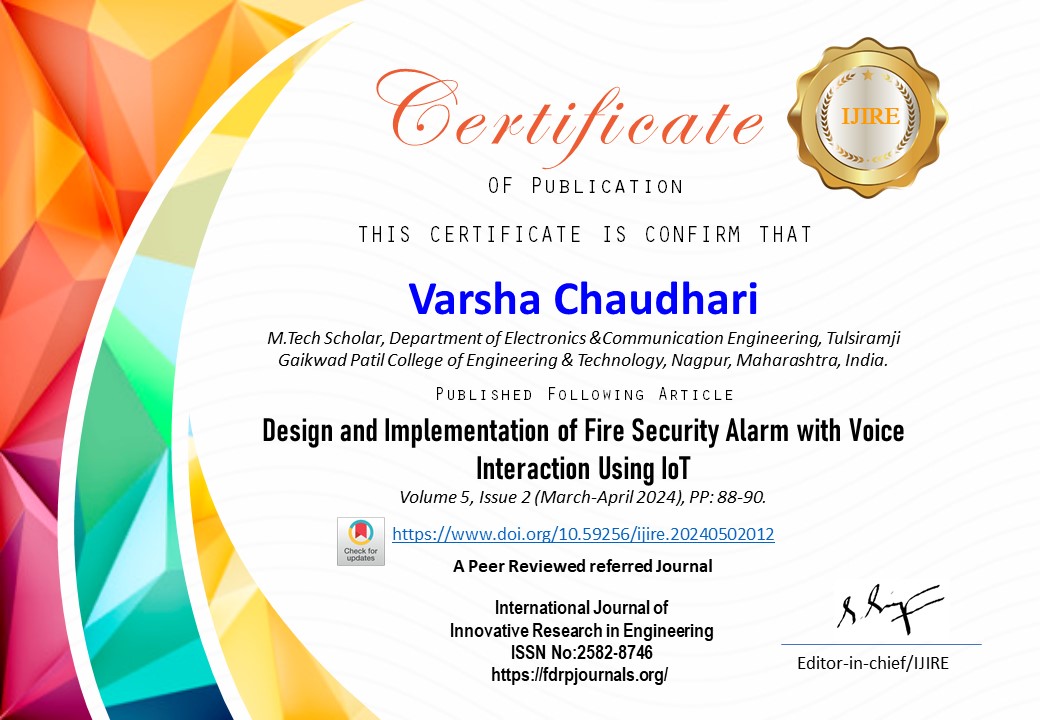 Certificate
IJIRE
OF PUBLICATION
THIS CERTIFICATE IS CONFIRM THAT
Varsha Chaudhari
M.Tech Scholar, Department of Electronics &Communication Engineering, Tulsiramji
Gaikwad Patil College of Engineering & Technology, Nagpur, Maharashtra, India.
PUBLISHED FOLLOWING ARTICLE
Design and Implementation of Fire Security Alarm with Voice
Interaction Using IoT
Volume 5, Issue 2 (March-April 2024), PP: 88-90.
Check for
updates
https://www.doi.org/10.59256/ijire.20240502012
A Peer Reviewed referred Journal
International Journal of
Innovative Research in Engineering
ISSN No:2582-8746
https://fdrpjournals.org/
Editor-in-chief/IJIRE